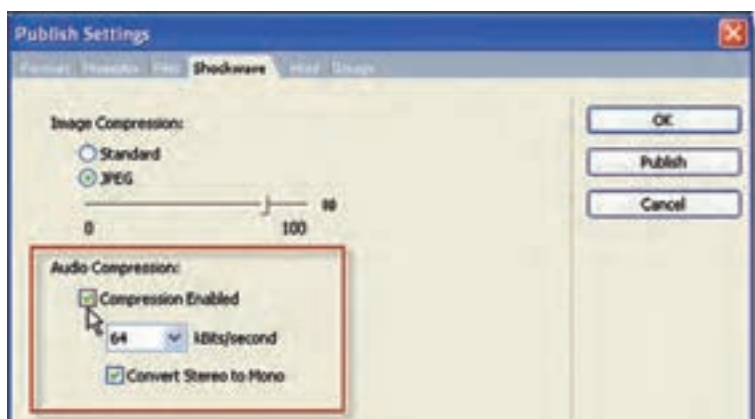 Publish Settings
Shockware
Image Compression:
Standard
JPEG
0 100
Audio Compression:
Compression Enabled
64 kBits/second
Convert Stereo to Mono
OK
Publish
Cancel